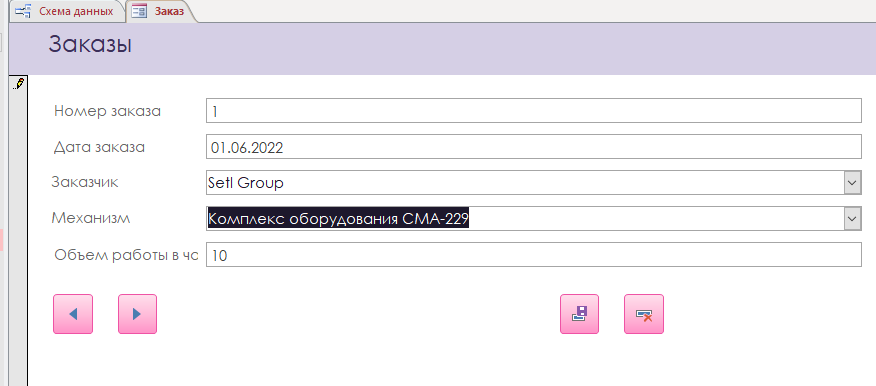 Схема данных Заказ
Заказы
Номер заказа 1
Дата заказа 01.06.2022
Заказчик Setl Group
Механизм Комплекс оборудования СМА-229
Объем работы в чс 10